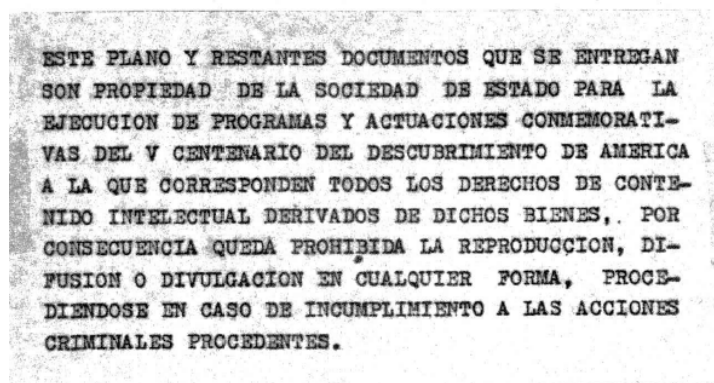 ESTE PLANO Y RESTANTES DOCUMENTOS QUE SE ENTREGAN
SON PROPIEDAD DE LA SOCIEDAD DE ESTADO PARA LA
EJECUCION DE PROGRAMAS Y ACTUACIONES CONMEMORATI-
VAS DEL V CENTENARIO DEL DESCUBRIMIENTO DE AMERICA
A LA QUE CORRESPONDEN TODOS LOS DERECHOS DE CONTE-
NIDO INTELECTUAL DERIVADOS DE DICHOS BIENES,. POR
CONSECUENCIA QUEDA PROHIBIDA LA REPRODUCCION, DI-
FUSION O DIVULGACION EN CUALQUIER FORMA, PROCE-
DIENDOSE EN CASO DE INCUMPLIMIENTO A LAS ACCIONES
CRIMINALES PROCEDENTES.